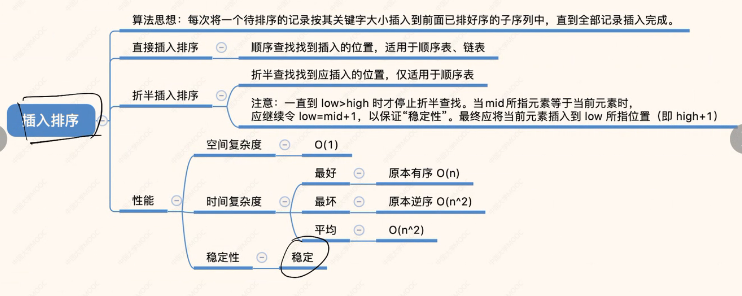 算法思想：每次将一个待排序的记录按其关键字大小插入到前面已排好序的子序列中，直到全部记录插入完成。
直接插入排序
顺序查找找到插入的位置，适用于顺序表、链表
折半查找找到应插入的位置，仅适用于顺序表
折半插入排序
注意：一直到 low>high 时才停止折半查找。当mid所指元素等于当前元素时，
应继续令 low=mid+1，以保证“稳定性”。最终应将当前元素插入到 low 所指位置（即 high+1）
插入排序
空间复杂度
O(1)
最好
原本有序 O(n)
性能
时间复杂度
最坏
原本逆序 O(n^2)
平均
O(n^2)
稳定性
稳定